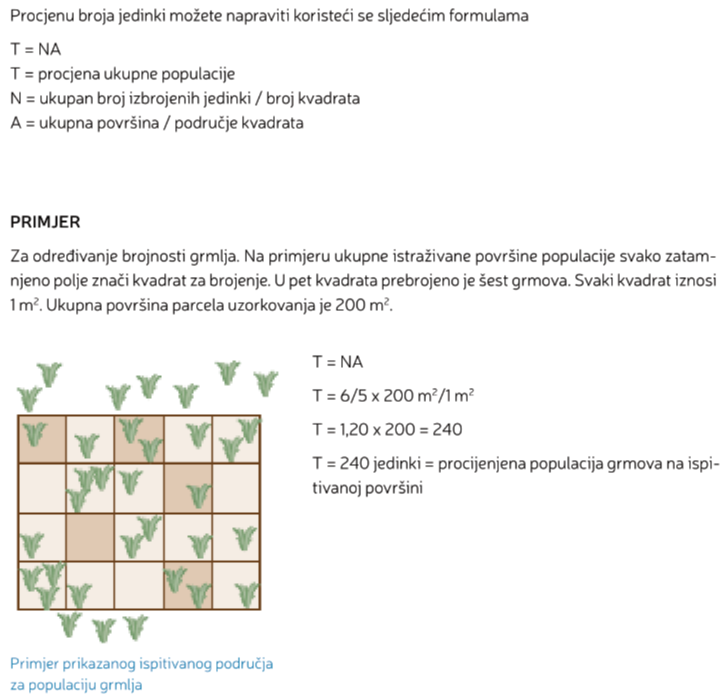 Procjenu broja jedinki možete napraviti koristeći se sljedećim formulama
T = NA
T = procjena ukupne populacije
N = ukupan broj izbrojenih jedinki / broj kvadrata
A = ukupna površina / područje kvadrata
PRIMJER
Za određivanje brojnosti grmlja. Na primjeru ukupne istraživane površine populacije svako zatam-
njeno polje znači kvadrat za brojenje. U pet kvadrata prebrojeno je šest grmova. Svaki kvadrat iznosi
1 m². Ukupna površina parcela uzorkovanja je 200 m².
T = NA
T = 6/5 x 200 m²/1 m²
T = 1,20 x 200 = 240
T = 240 jedinki = procijenjena populacija grmova na ispi-
tivanoj površini
Primjer prikazanog ispitivanog područja
za populaciju grmlja